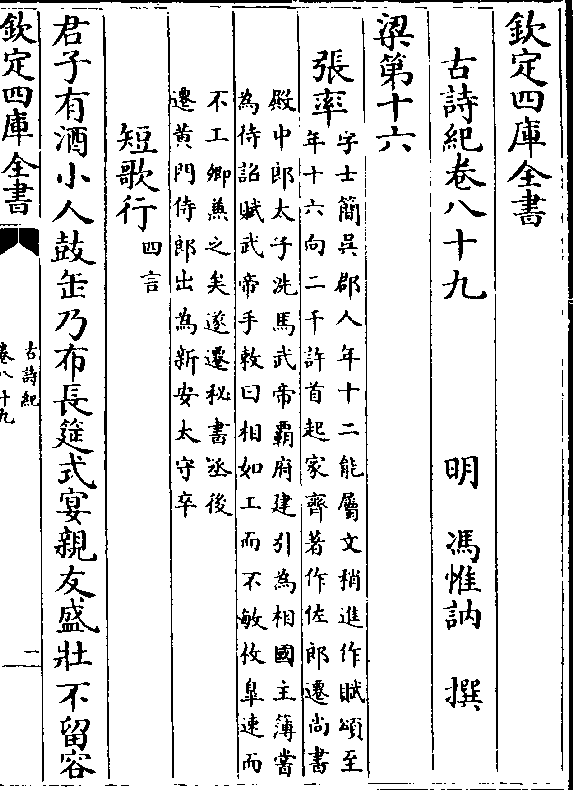 欽定四庫全書
古詩紀卷八十九 明 馮惟訥 撰
梁第十六
張率
字士簡吳郡人年十二能屬文稍進作賦頌至
年十六向二千許首起家齊著作佐郎遷尚書
殿中郎太子洗馬武帝霸府建引為相國主簿嘗
為侍詔賦武帝手敕曰相如工而不敏枚臯速而
不工卿兼之矣遂遷秘書丞後
遷黄門侍郎出為新安太守卒
短歌行 四言
君子有酒小人鼓缶乃布長筵式宴親友盛壯不留容
欽定四庫全書
古詩紀
卷八十九
一